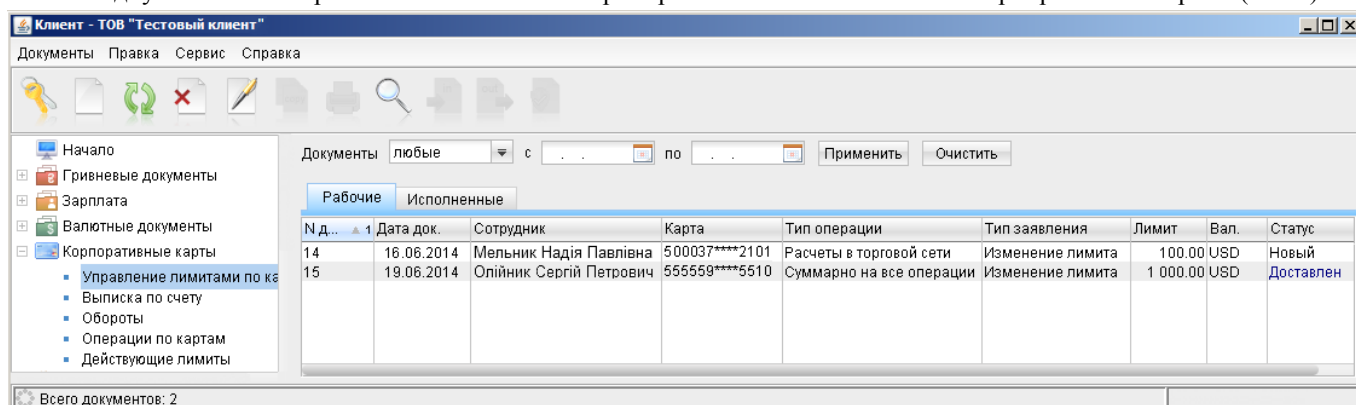 Клиент - ТОВ "Тестовый клиент"
Документы Правка Сервис Справка
Начало
Гривневые документы
Зарплата
Валютные документы
Корпоративные карты
Управление лимитами по ка
Выписка по счету
Обороты
Операции по картам
Действующие лимиты
Документы любые с . . по . . Применить Очистить
Рабочие Исполненные
N д... 1 Дата док. Сотрудник Карта Тип операции Тип заявления Лимит Вал. Статус
14 16.06.2014 Мельник Надія Павлівна 500037****2101 Расчеты в торговой сети Изменение лимита 100.00 USD Новый
15 19.06.2014 Олійник Сергій Петрович 555559****5510 Суммарно на все операции Изменение лимита 1 000.00 USD Доставлен
Всего документов: 2